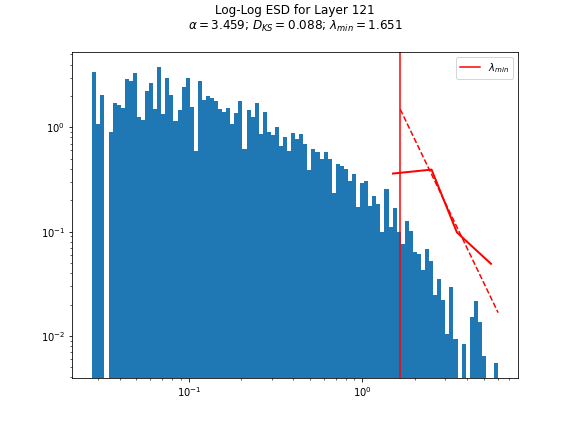 Log-Log ESD for Layer 121
α = 3.459; D_KS = 0.088; λ_min = 1.651
λ_min
10⁰
10⁻¹
10⁻²
10⁻¹ 10⁰